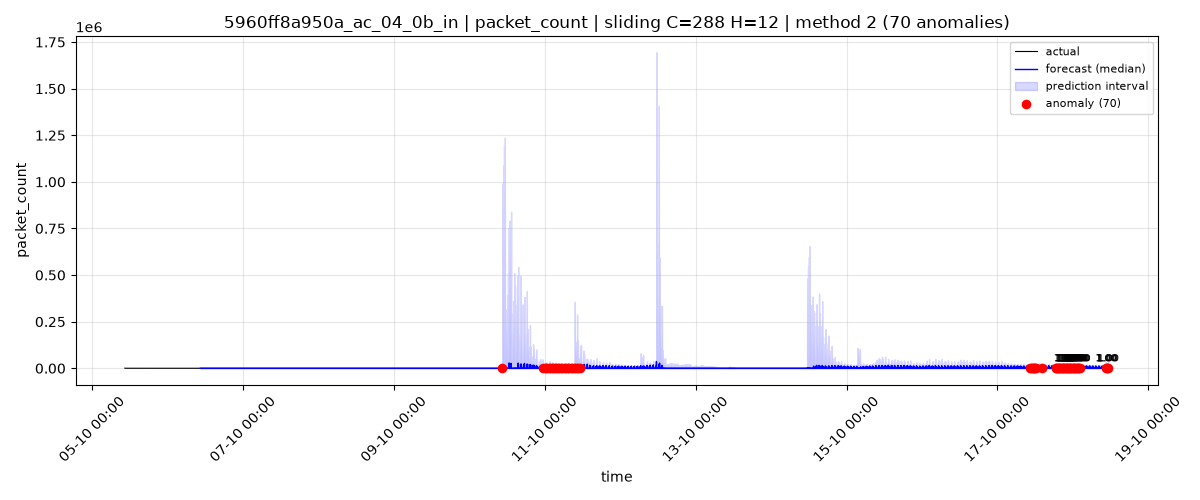 5960ff8a950a_ac_04_0b_in | packet_count | sliding C=288 H=12 | method 2 (70 anomalies)
1e6
1.75
1.50
1.25
1.00
0.75
0.50
0.25
0.00
packet_count
actual
forecast (median)
prediction interval
anomaly (70)
1.00
05-10 00:00
07-10 00:00
09-10 00:00
11-10 00:00
13-10 00:00
15-10 00:00
17-10 00:00
19-10 00:00
time